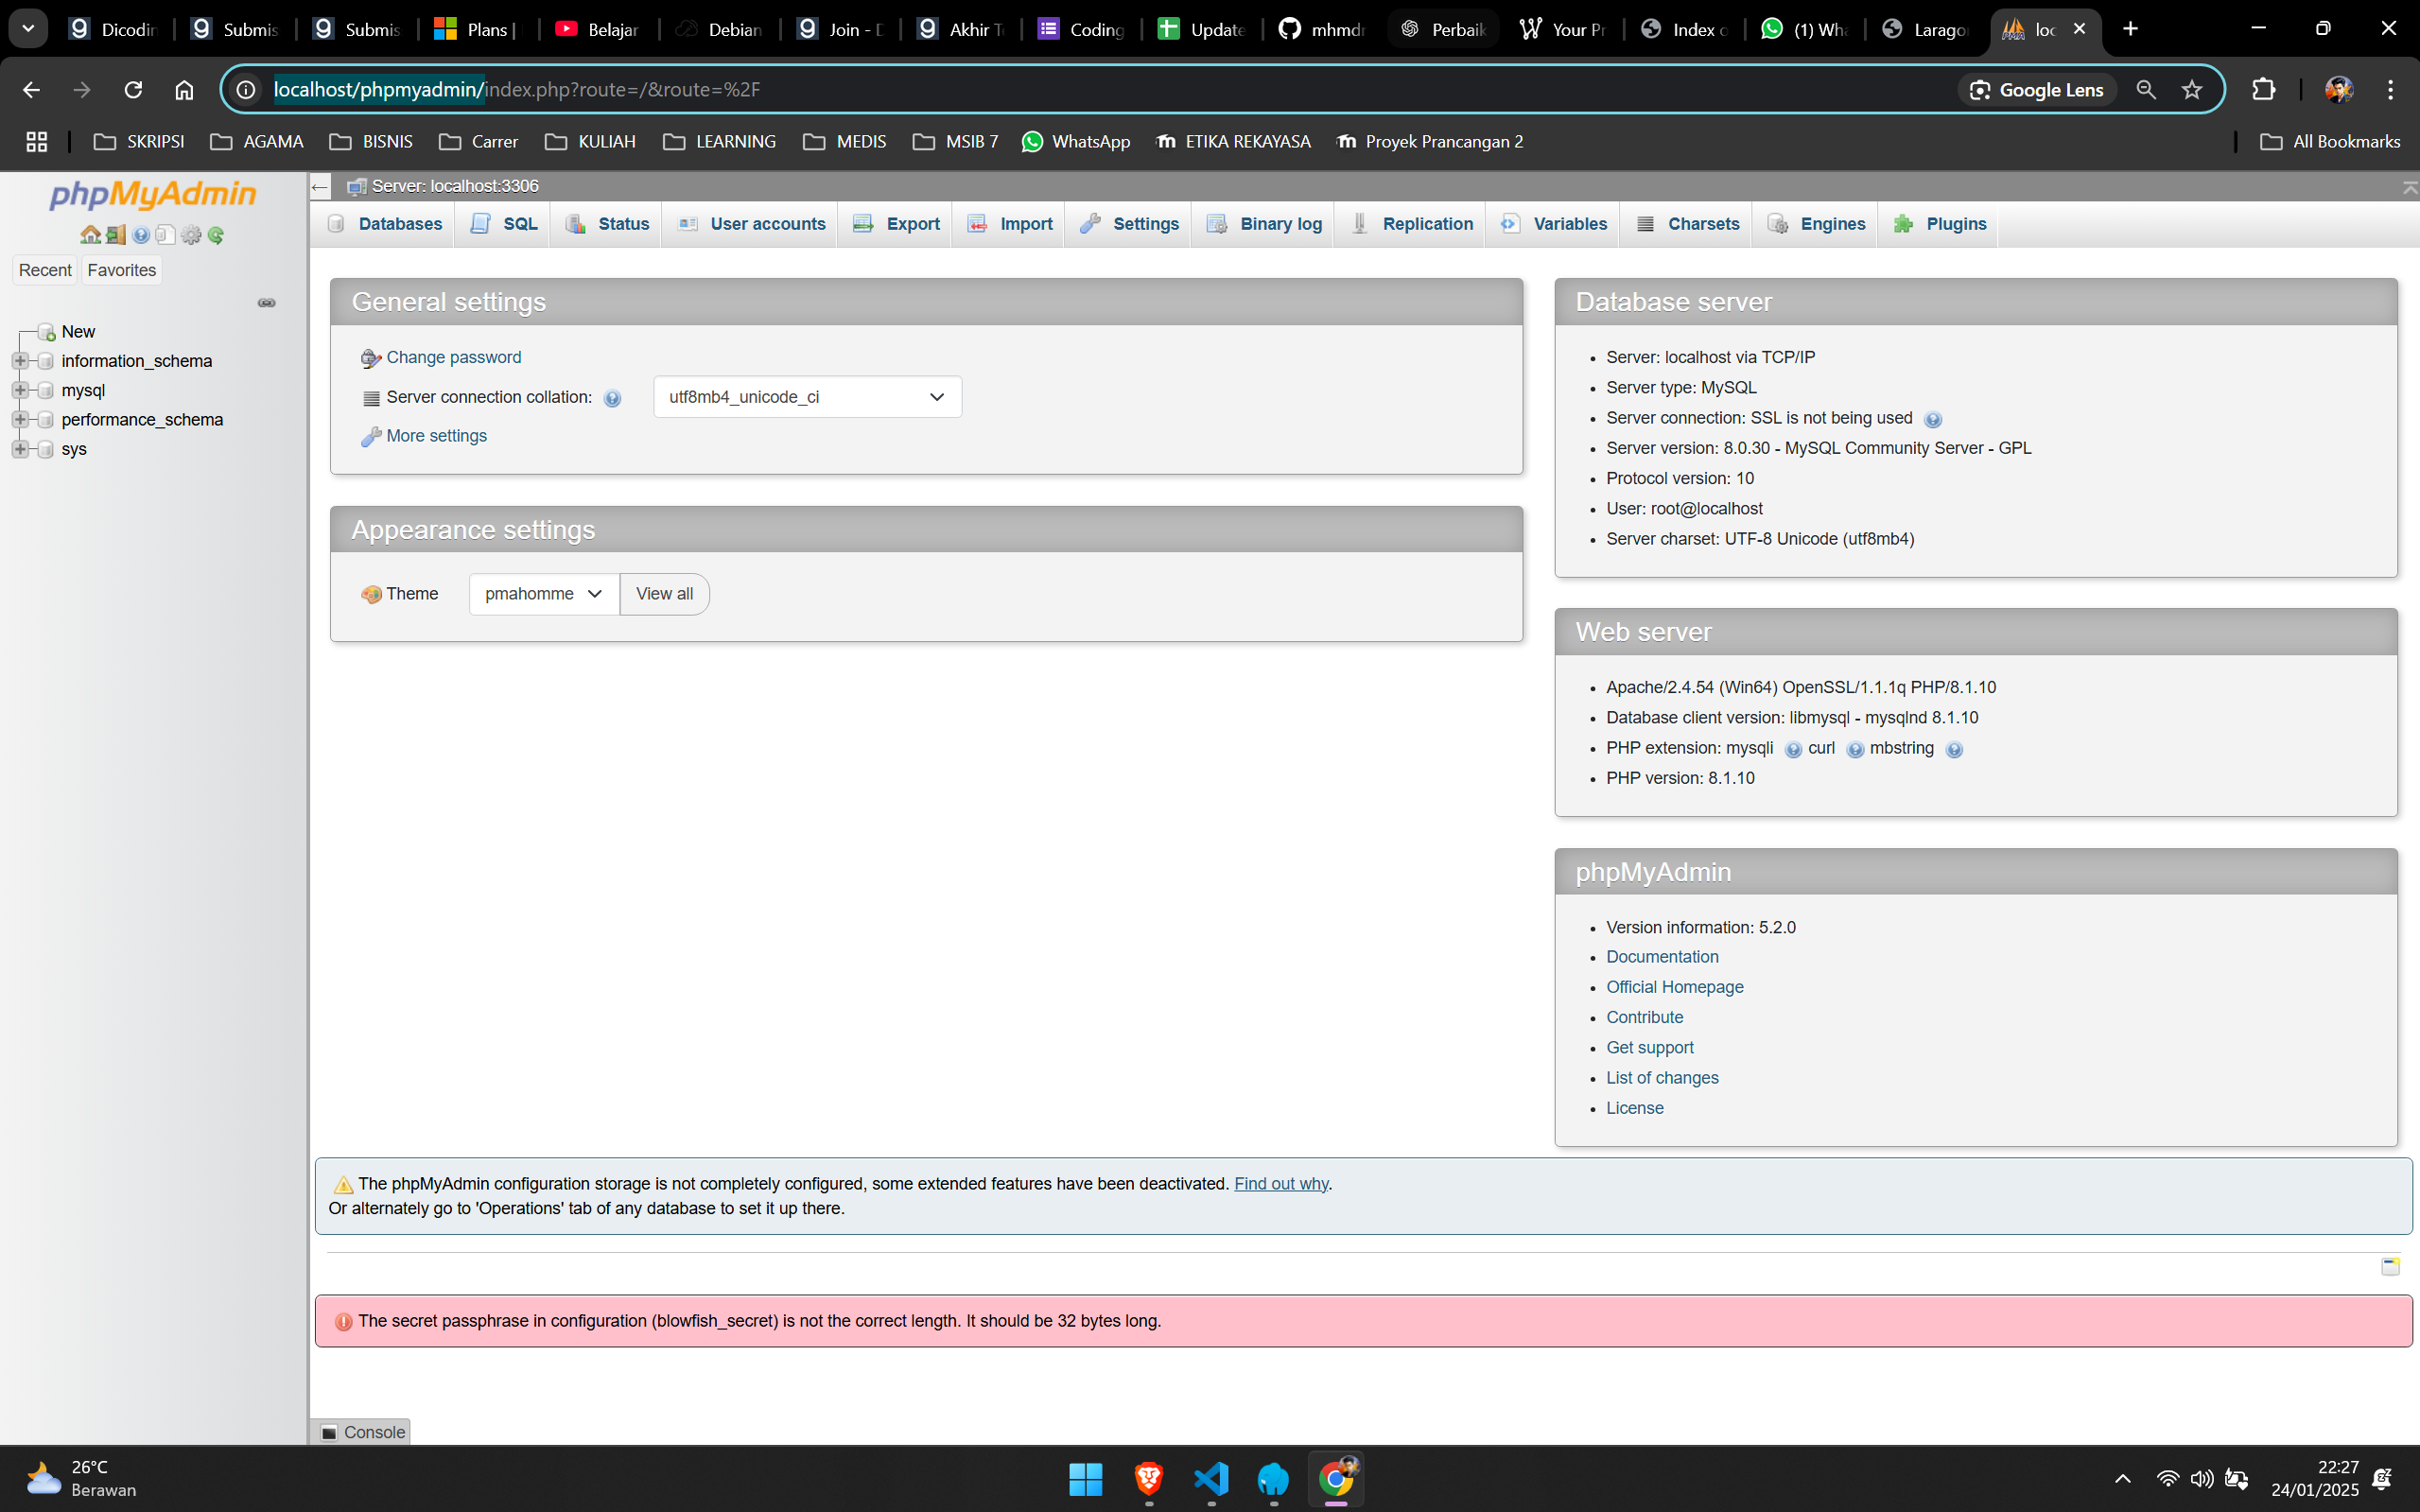 Dicodin
Submis
Submis
Plans |
Belajar
Debian
Join - D
Akhir Te
Coding
Update
mhmdr
Perbaik
Your Pr
Index o
(1) Wha
Laragon
loc
localhost/phpmyadmin/index.php?route=/&route=%2F
Google Lens
SKRIPSI
AGAMA
BISNIS
Carrer
KULIAH
LEARNING
MEDIS
MSIB 7
WhatsApp
ETIKA REKAYASA
Proyek Prancangan 2
All Bookmarks
phpMyAdmin
Recent
Favorites
New
information_schema
mysql
performance_schema
sys
Server: localhost:3306
Databases
SQL
Status
User accounts
Export
Import
Settings
Binary log
Replication
Variables
Charsets
Engines
Plugins
General settings
Change password
Server connection collation:
utf8mb4_unicode_ci
More settings
Appearance settings
Theme
pmahomme
View all
Database server
Server: localhost via TCP/IP
Server type: MySQL
Server connection: SSL is not being used
Server version: 8.0.30 - MySQL Community Server - GPL
Protocol version: 10
User: root@localhost
Server charset: UTF-8 Unicode (utf8mb4)
Web server
Apache/2.4.54 (Win64) OpenSSL/1.1.1q PHP/8.1.10
Database client version: libmysql - mysqlnd 8.1.10
PHP extension: mysqli curl mbstring
PHP version: 8.1.10
phpMyAdmin
Version information: 5.2.0
Documentation
Official Homepage
Contribute
Get support
List of changes
License
The phpMyAdmin configuration storage is not completely configured, some extended features have been deactivated. Find out why.
Or alternately go to 'Operations' tab of any database to set it up there.
The secret passphrase in configuration (blowfish_secret) is not the correct length. It should be 32 bytes long.
Console
26°C
Berawan
22:27
24/01/2025